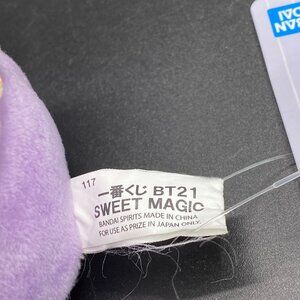 117
一番くじ BT21
SWEET MAGIC
BANDAI SPIRITS MADE IN CHINA
FOR USE AS PRIZE IN JAPAN ONLY.